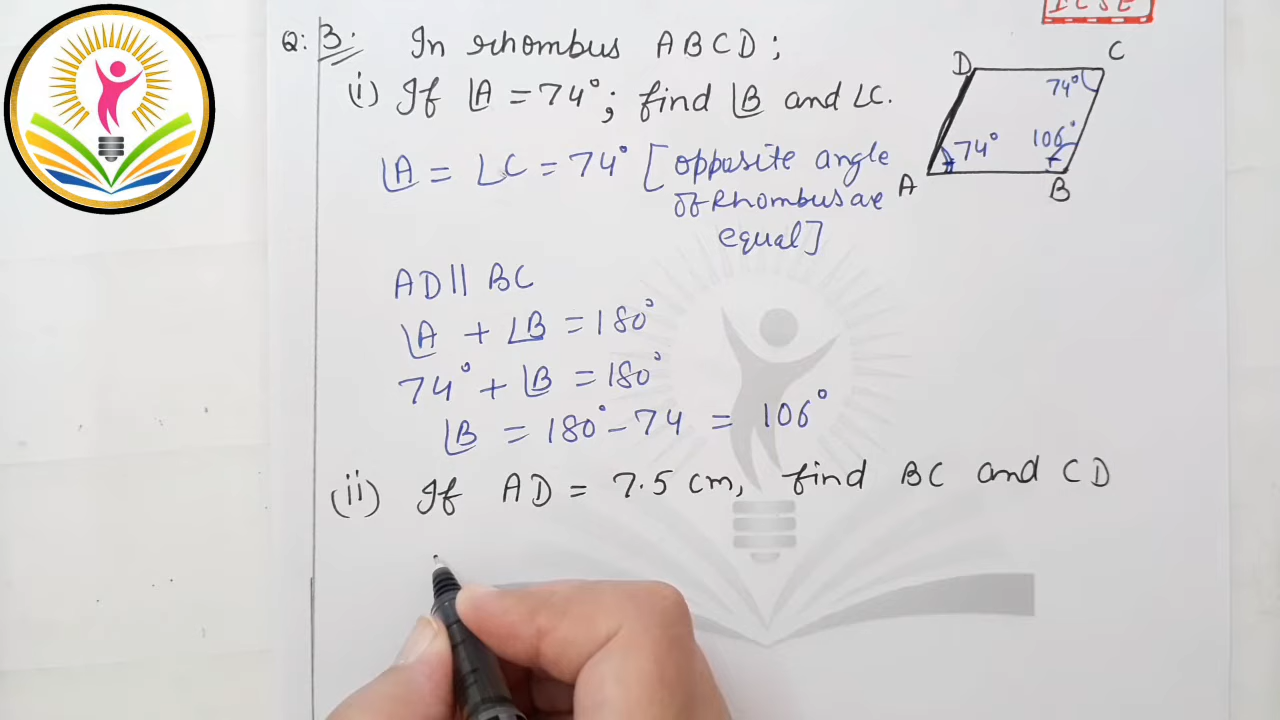 ICSE
Q: 3: In rhombus ABCD;
(i) If ∠A = 74°; find ∠B and ∠C.
∠A = ∠C = 74° [opposite angle
of Rhombus are
equal]
AD || BC
∠A + ∠B = 180°
74° + ∠B = 180°
∠B = 180° - 74 = 106°
(ii) If AD = 7.5 cm, find BC and CD
D
C
74°
74°
106°
A
B